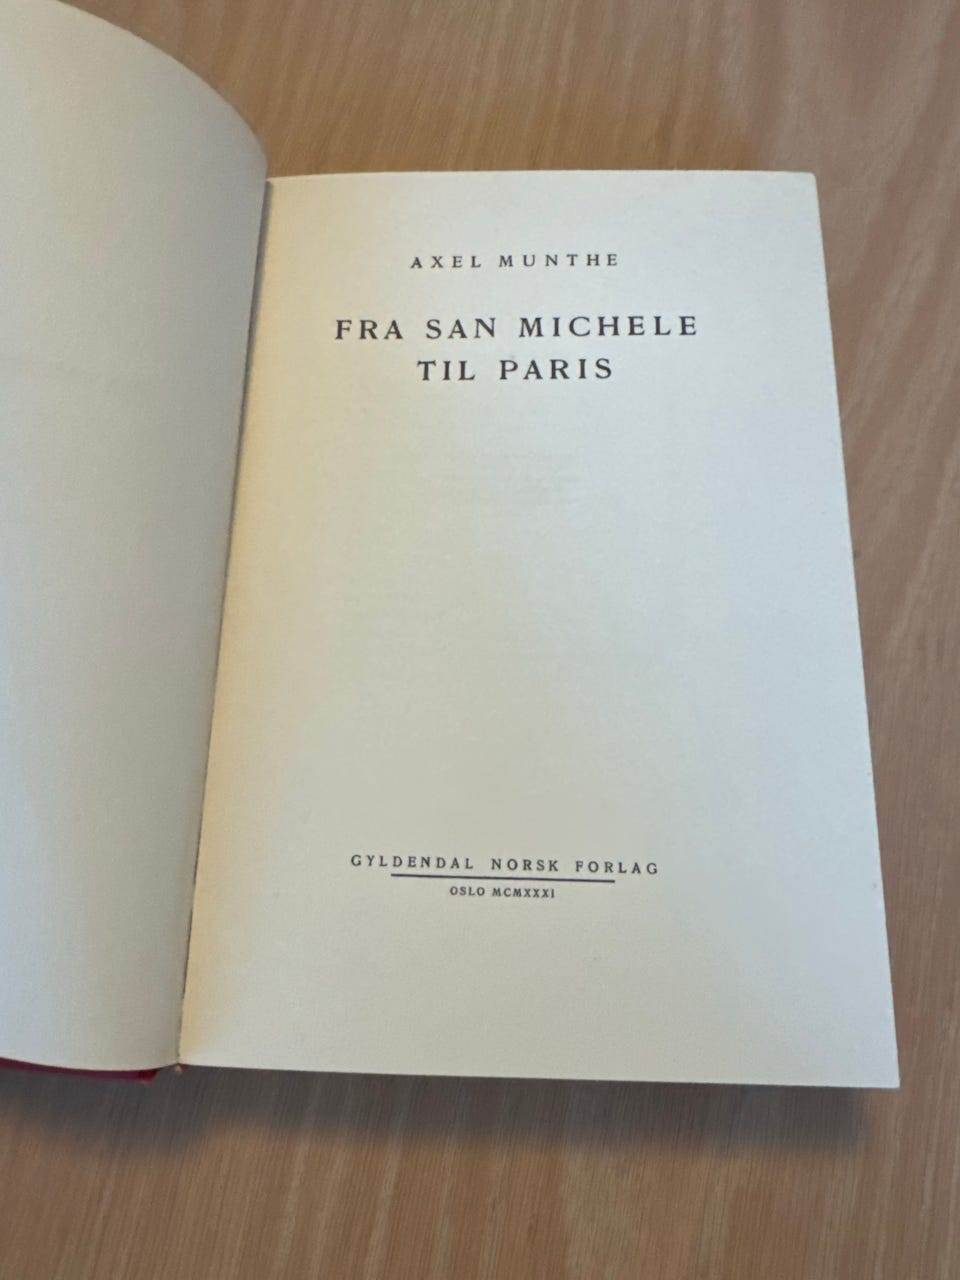 AXEL MUNTHE
FRA SAN MICHELE
TIL PARIS
GYLDENDAL NORSK FORLAG
OSLO MCMXXXI